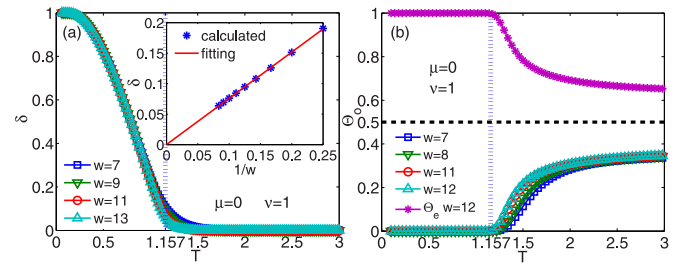 (a)
δ
1
0.8
0.6
0.4
0.2
0
0
0.5
1.157
1.5
2
2.5
3
T
w=7
w=9
w=11
w=13
μ=0 ν=1
δ
0.2
0.15
0.1
0.05
0
0
0.05
0.1
0.15
0.2
0.25
1/w
calculated
fitting
(b)
Θo
1
0.8
0.6
0.5
0.4
0.2
0
0
0.5
1.157
1.5
2
2.5
3
T
μ=0
ν=1
w=7
w=8
w=11
w=12
Θe w=12